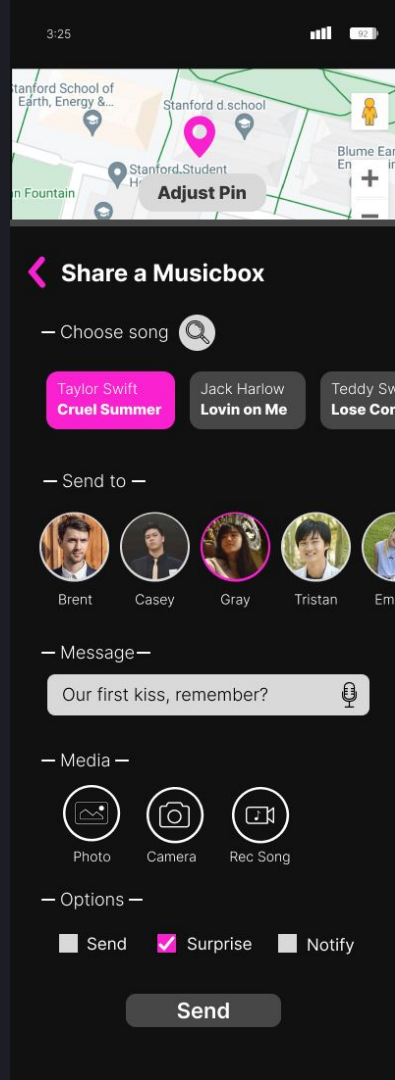 3:25
92
tanford School of
Earth, Energy &...
Stanford d.school
Blume Ear
En
Stanford Student
H
n Fountain
Adjust Pin
+
−
Share a Musicbox
— Choose song
Taylor Swift
Cruel Summer
Jack Harlow
Lovin on Me
Teddy Sw
Lose Con
— Send to —
Brent
Casey
Gray
Tristan
Em
— Message—
Our first kiss, remember?
— Media —
Photo
Camera
Rec Song
— Options —
Send
Surprise
Notify
Send